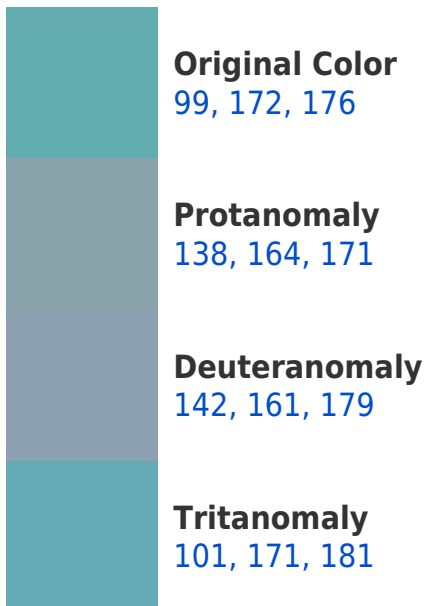 Original Color
99, 172, 176
Protanomaly
138, 164, 171
Deuteranomaly
142, 161, 179
Tritanomaly
101, 171, 181